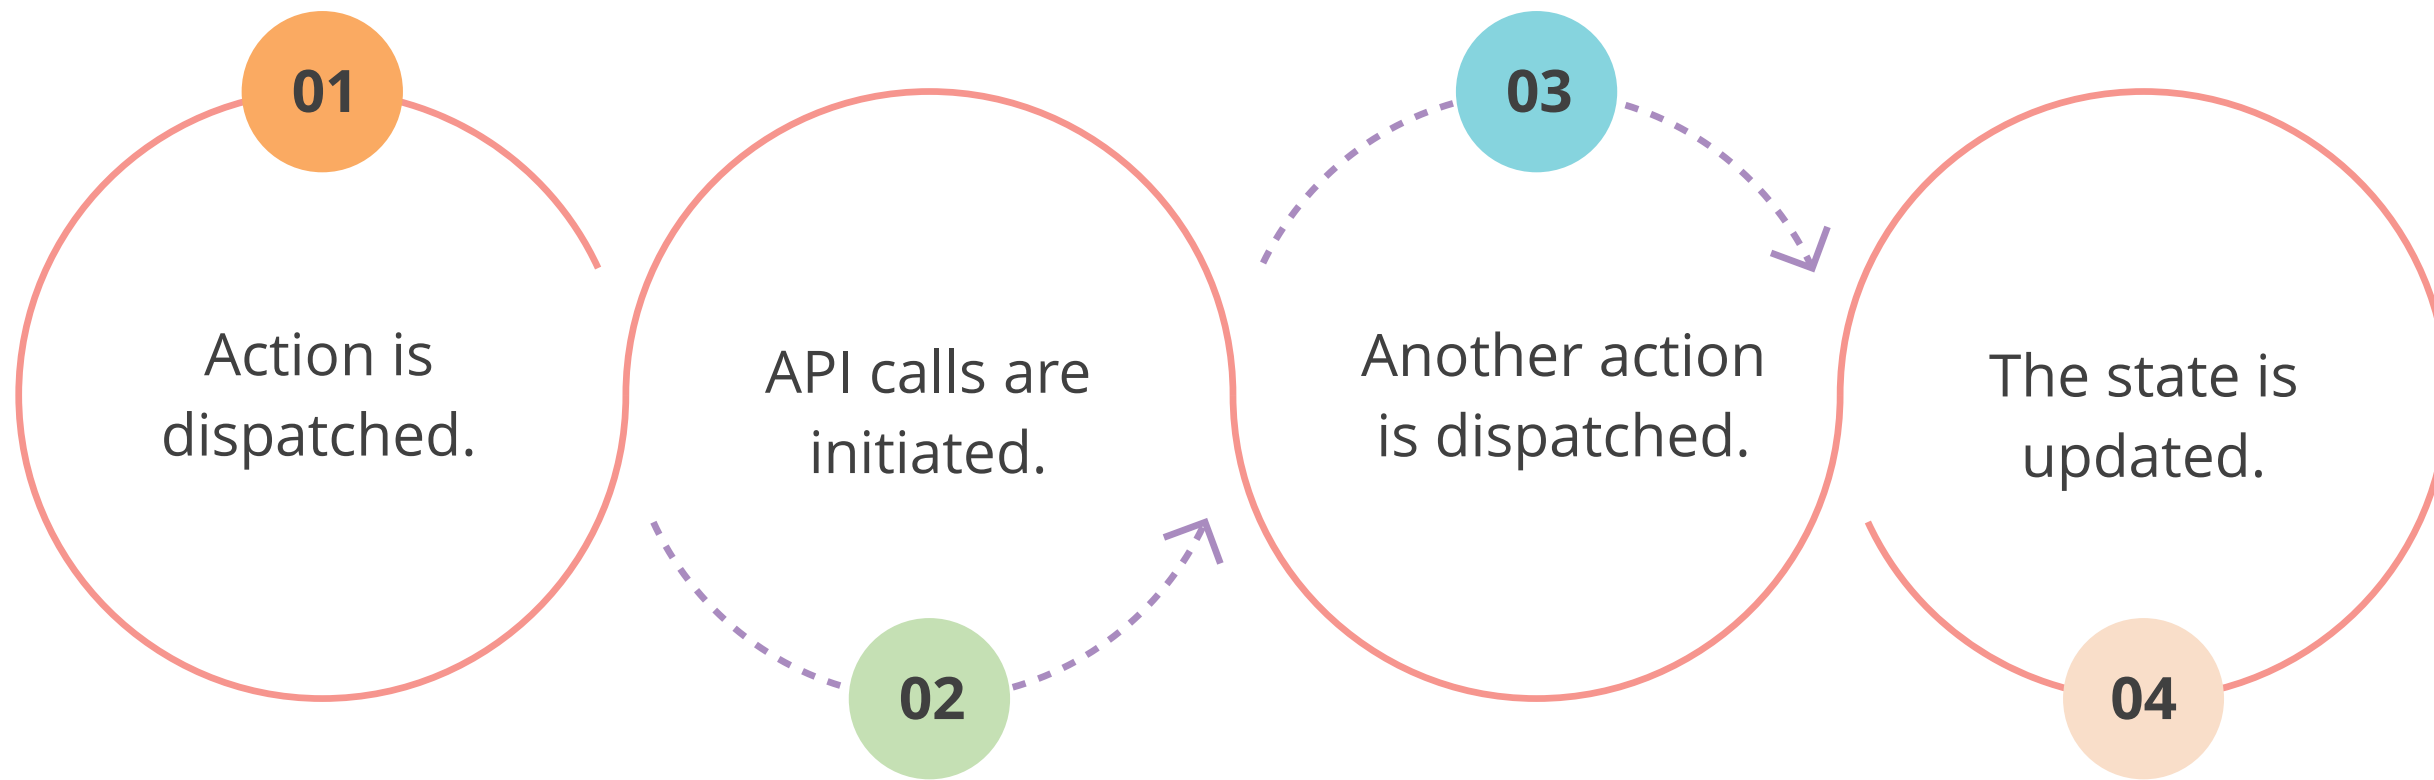 01
Action is
dispatched.
API calls are
initiated.
02
03
Another action
is dispatched.
The state is
updated.
04